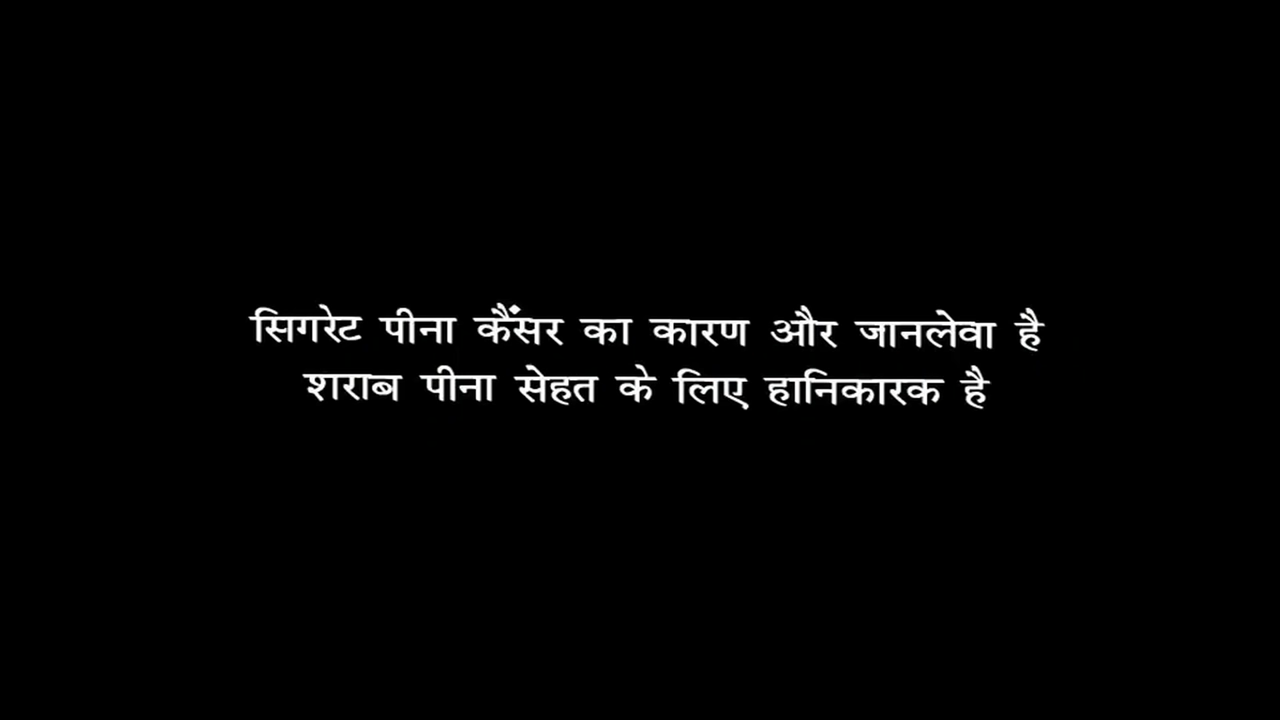 सिगरेट पीना कैंसर का कारण और जानलेवा है
शराब पीना सेहत के लिए हानिकारक है